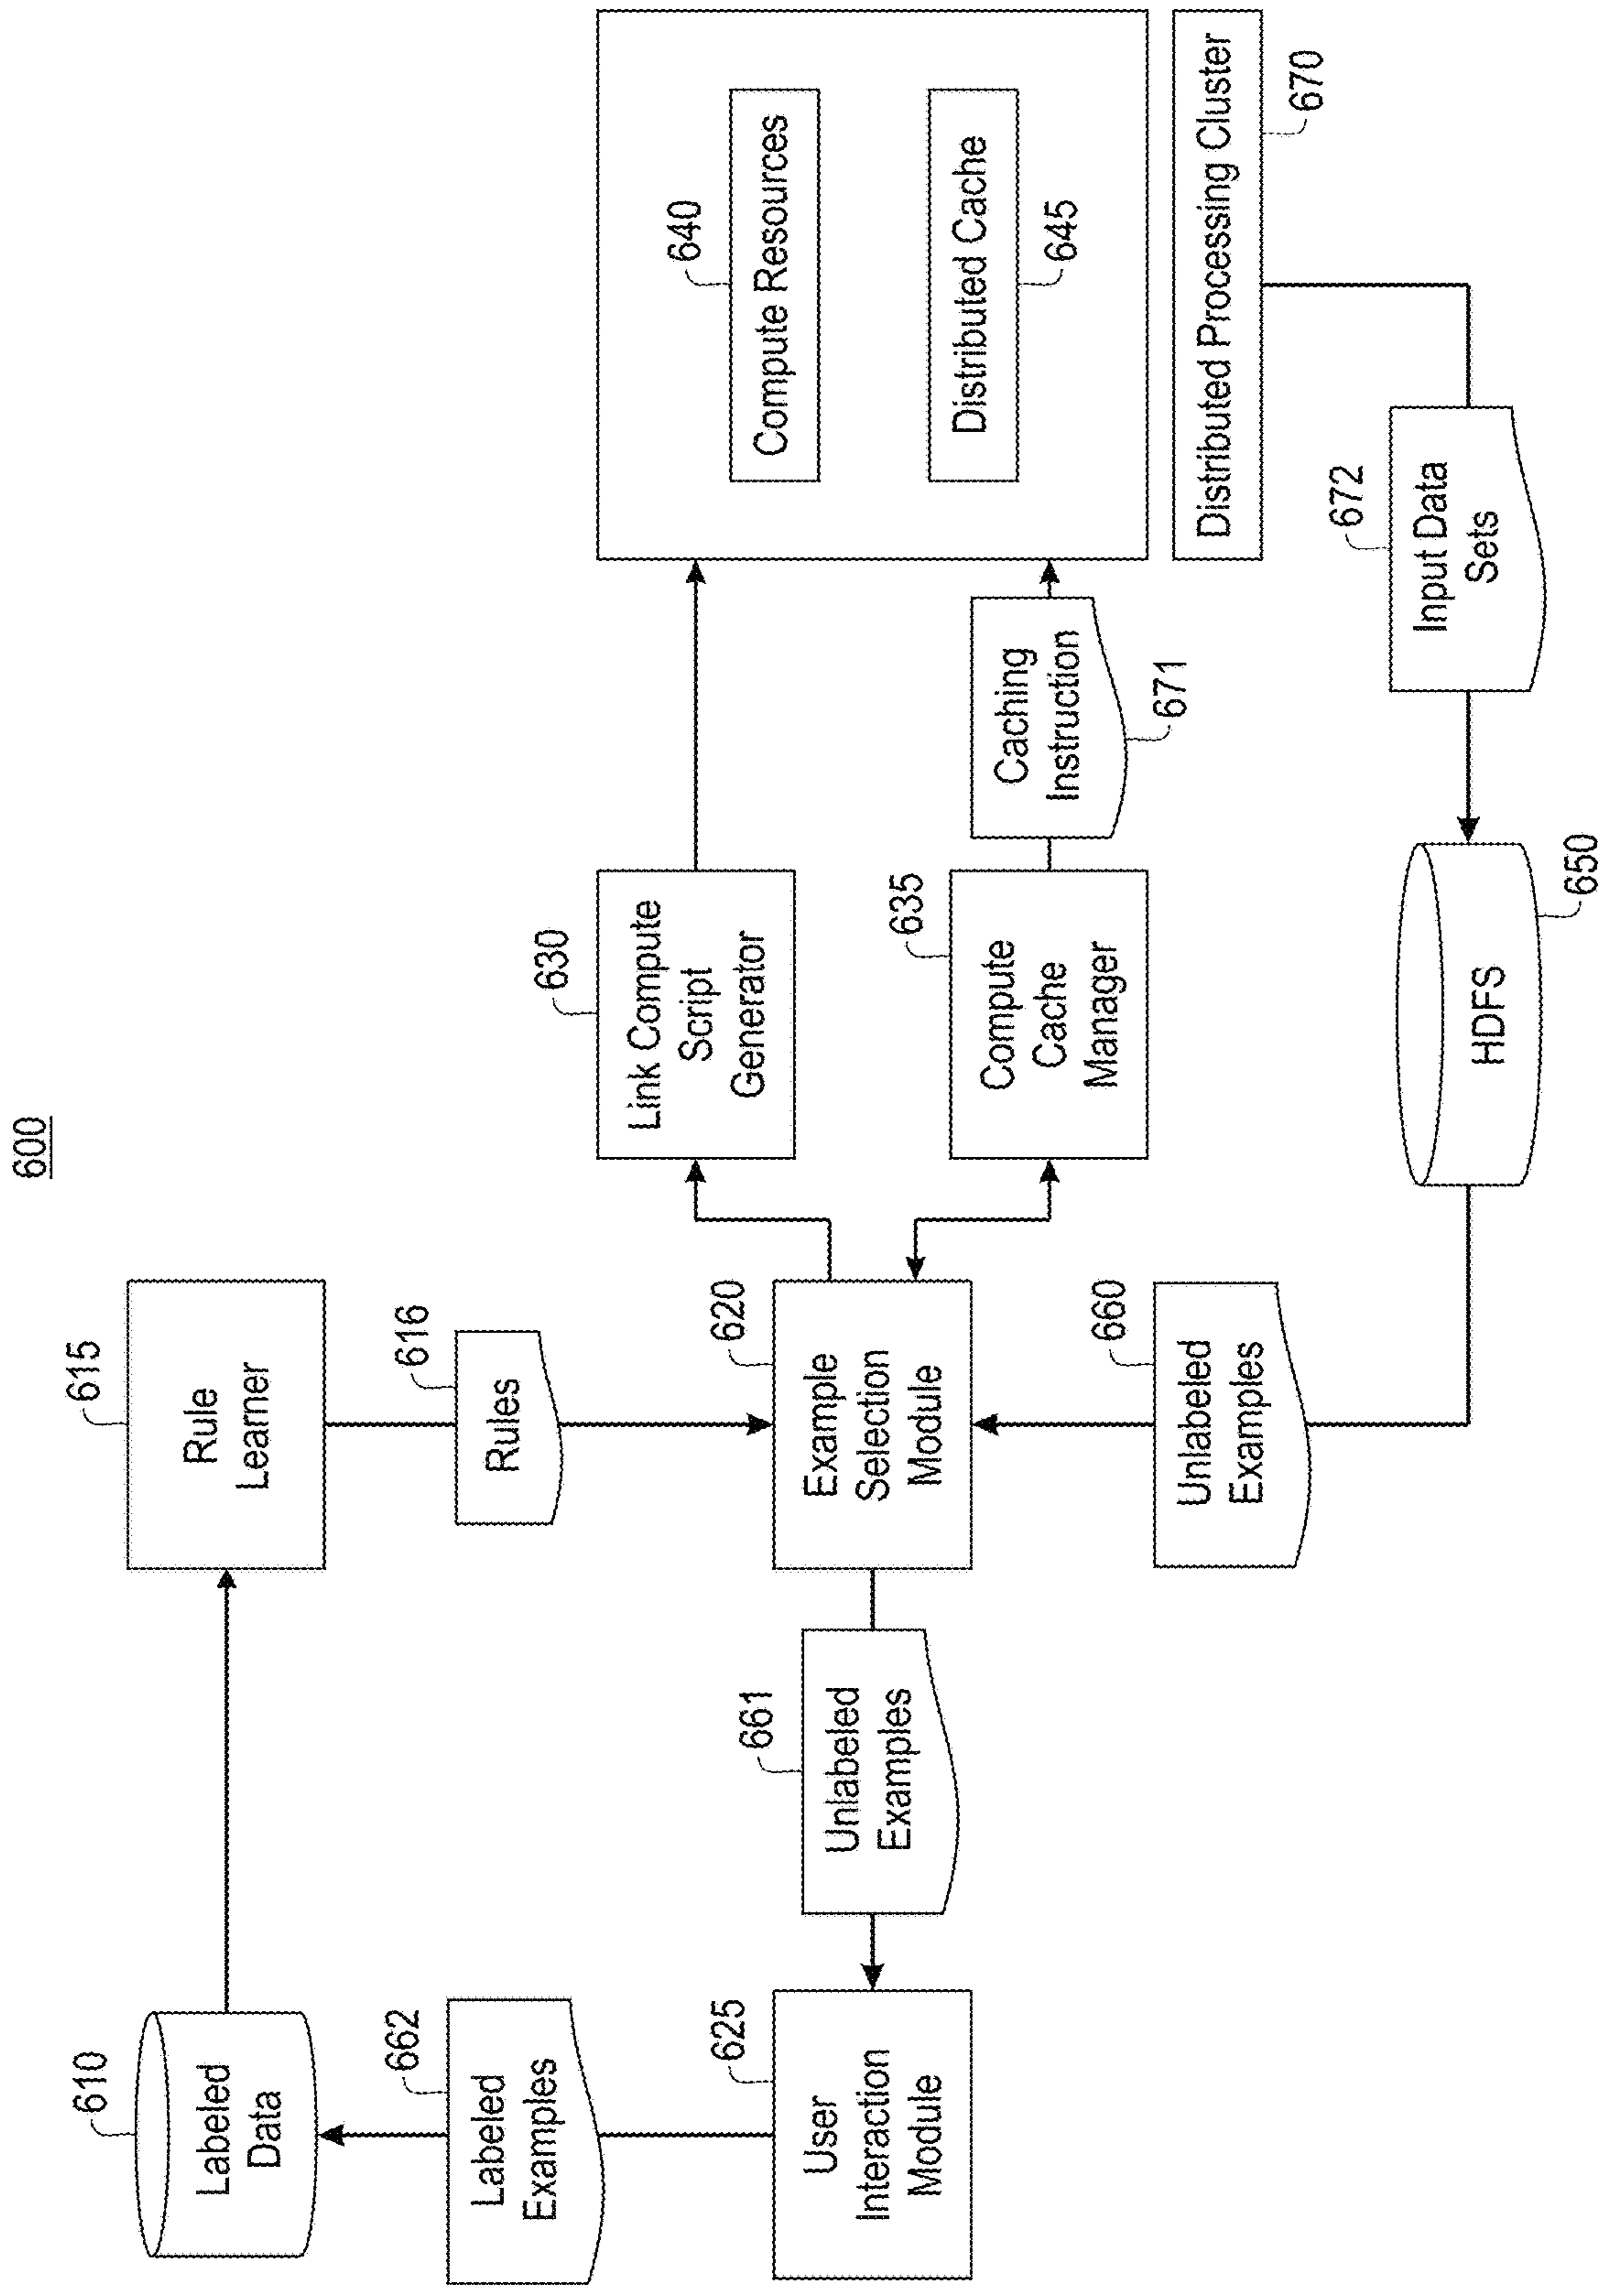 600
610
Labeled
Data
615
Rule
Learner
662
Labeled
Examples
616
Rules
625
User
Interaction
Module
661
Unlabeled
Examples
620
Example
Selection
Module
660
Unlabeled
Examples
630
Link Compute
Script
Generator
635
Compute
Cache
Manager
Caching
Instruction
671
640
Compute Resources
Distributed Cache
645
Distributed Processing Cluster
670
672
Input Data
Sets
HDFS
650